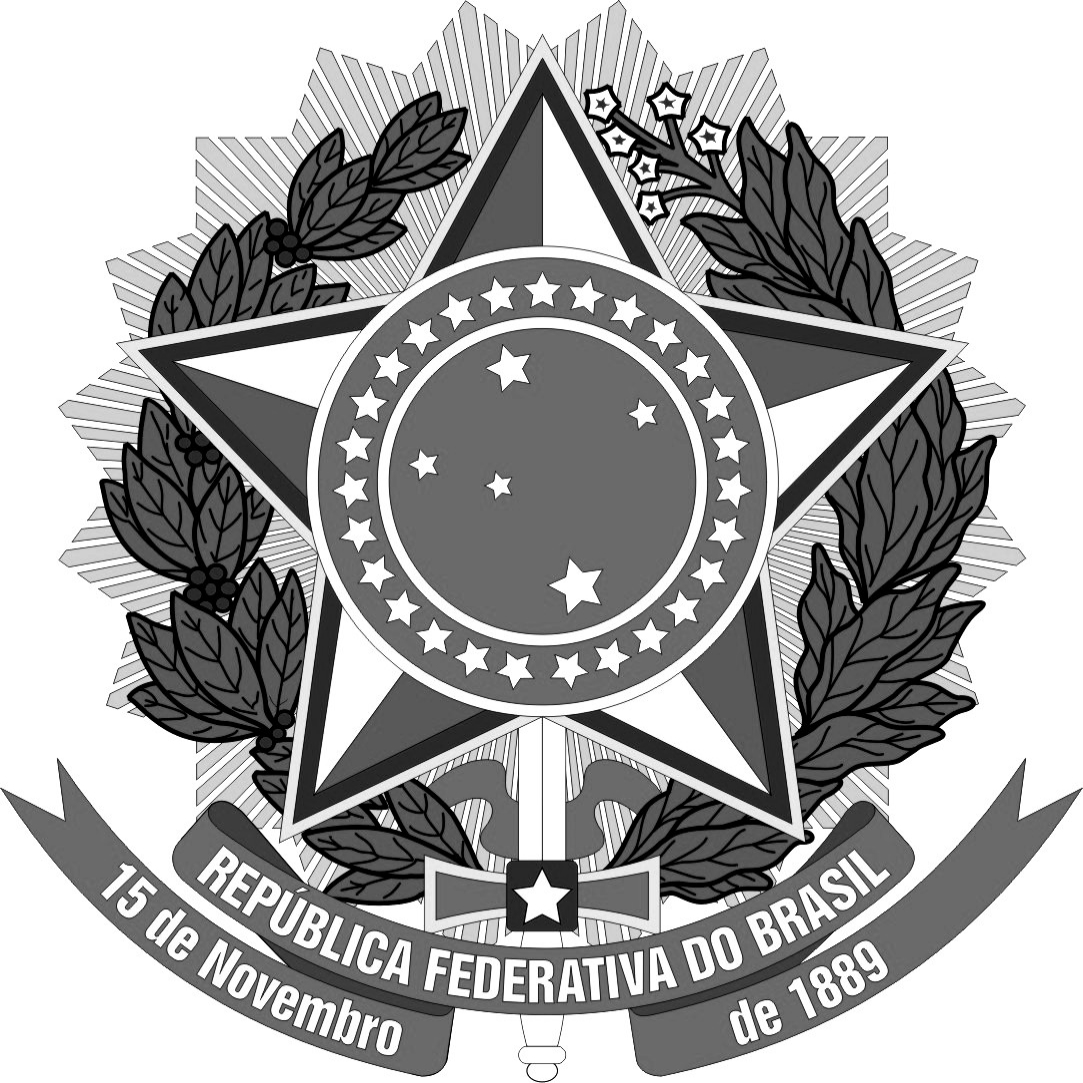 REPÚBLICA FEDERATIVA DO BRASIL
15 de Novembro de 1889